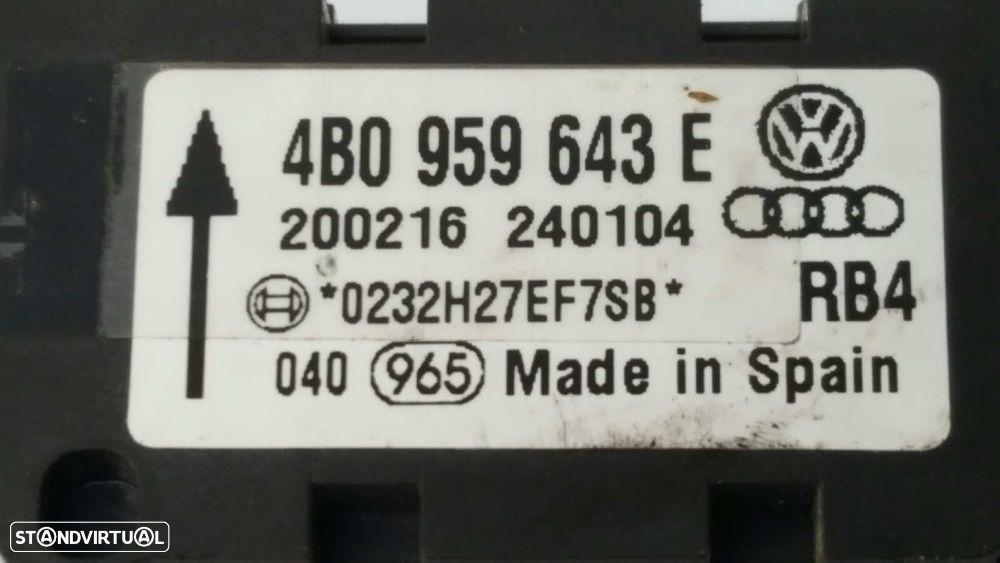 4B0 959 643 E
200216 240104
*0232H27EF7SB* RB4
040 965 Made in Spain
STANDVIRTUAL